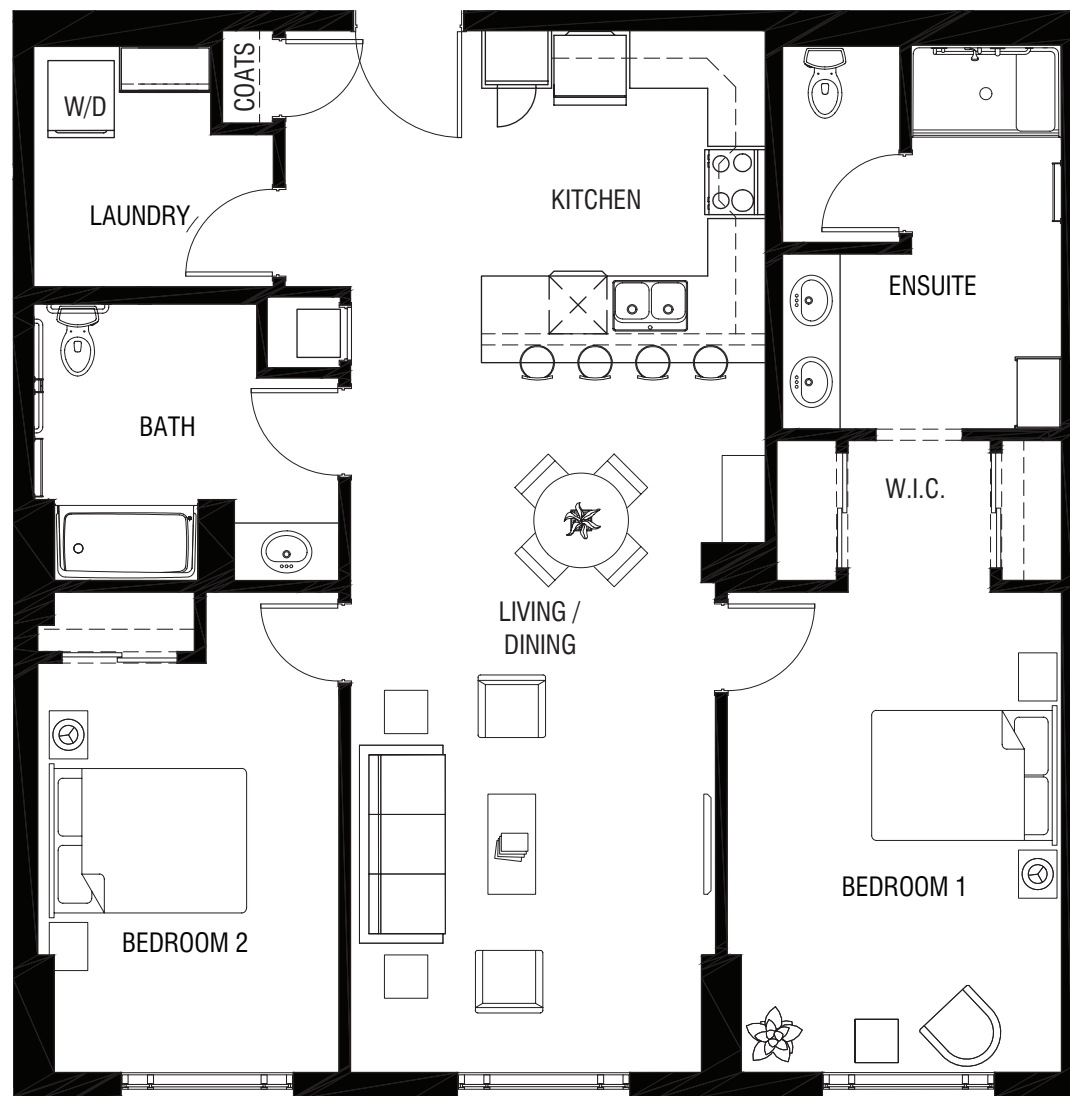 COATS
W/D
LAUNDRY
KITCHEN
ENSUITE
BATH
W.I.C.
LIVING /
DINING
BEDROOM 1
BEDROOM 2